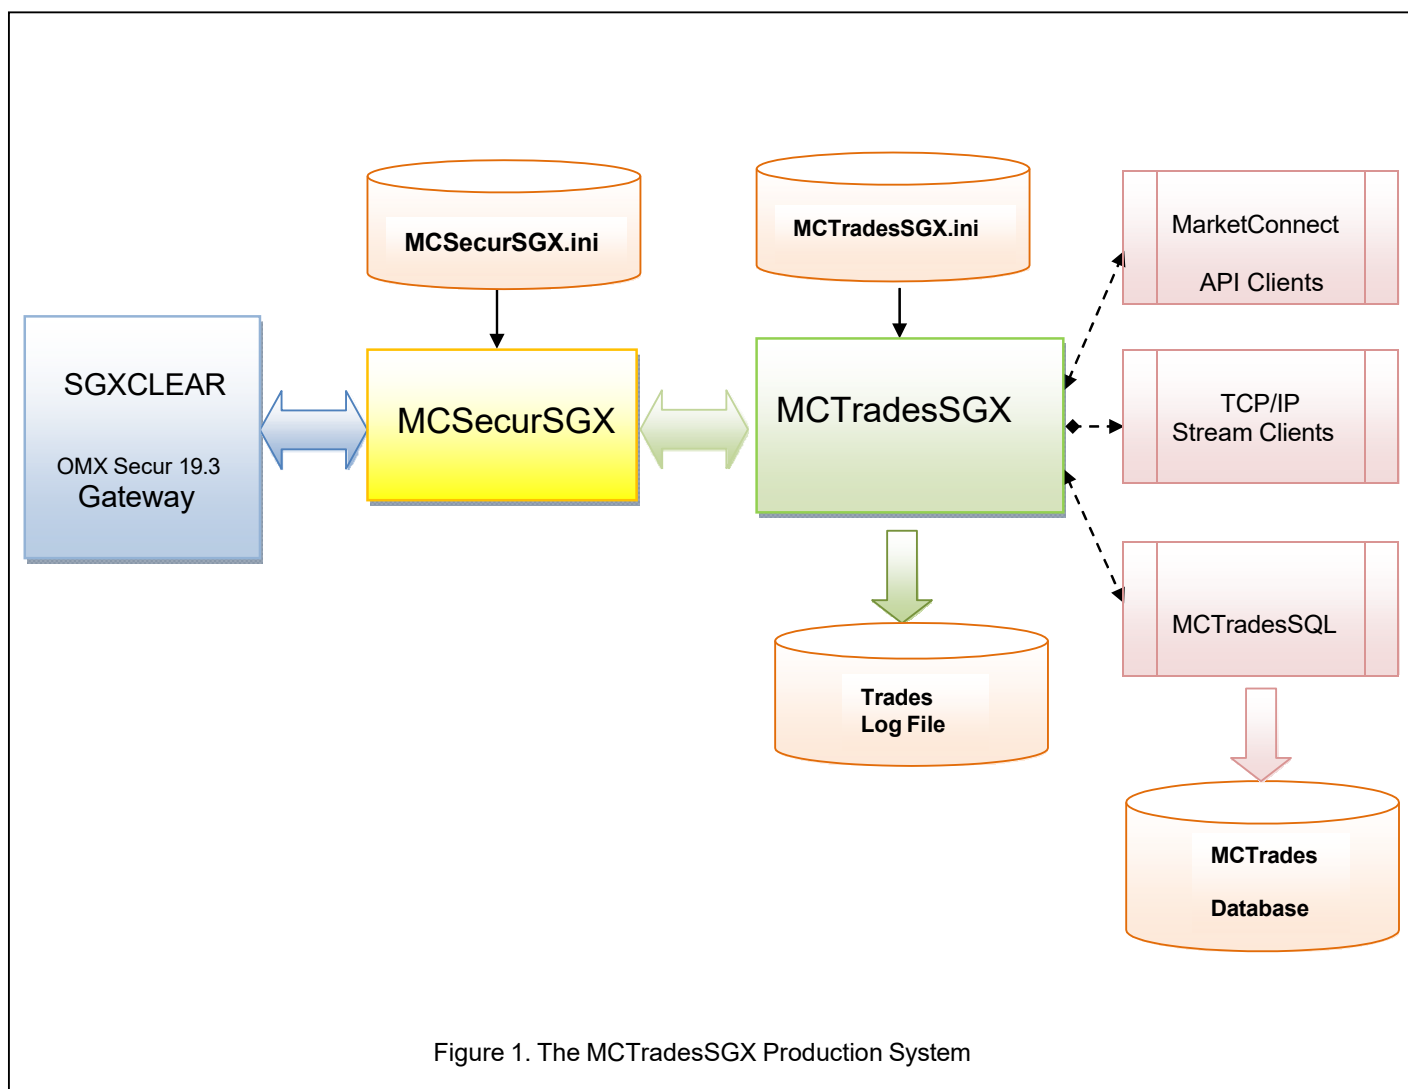 MCSecurSGX.ini
MCTradesSGX.ini
MarketConnect
API Clients
SGXCLEAR
OMX Secur 19.3
Gateway
MCSecurSGX
MCTradesSGX
TCP/IP
Stream Clients
MCTradesSQL
Trades
Log File
MCTrades
Database
Figure 1. The MCTradesSGX Production System